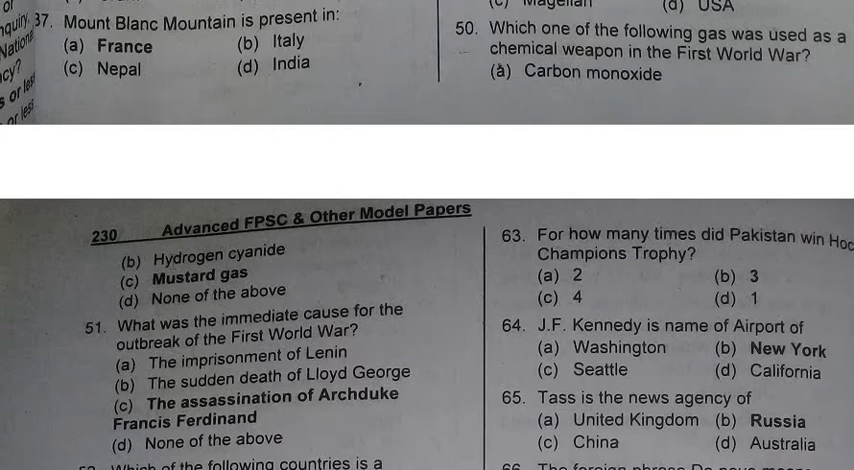 37. Mount Blanc Mountain is present in:
(a) France (b) Italy
(c) Nepal (d) India
(d) USA
50. Which one of the following gas was used as a
chemical weapon in the First World War?
(a) Carbon monoxide
230 Advanced FPSC & Other Model Papers
(b) Hydrogen cyanide
(c) Mustard gas
(d) None of the above
51. What was the immediate cause for the
outbreak of the First World War?
(a) The imprisonment of Lenin
(b) The sudden death of Lloyd George
(c) The assassination of Archduke
Francis Ferdinand
(d) None of the above
Which of the following countries is a
63. For how many times did Pakistan win Hoc
Champions Trophy?
(a) 2 (b) 3
(c) 4 (d) 1
64. J.F. Kennedy is name of Airport of
(a) Washington (b) New York
(c) Seattle (d) California
65. Tass is the news agency of
(a) United Kingdom (b) Russia
(c) China (d) Australia